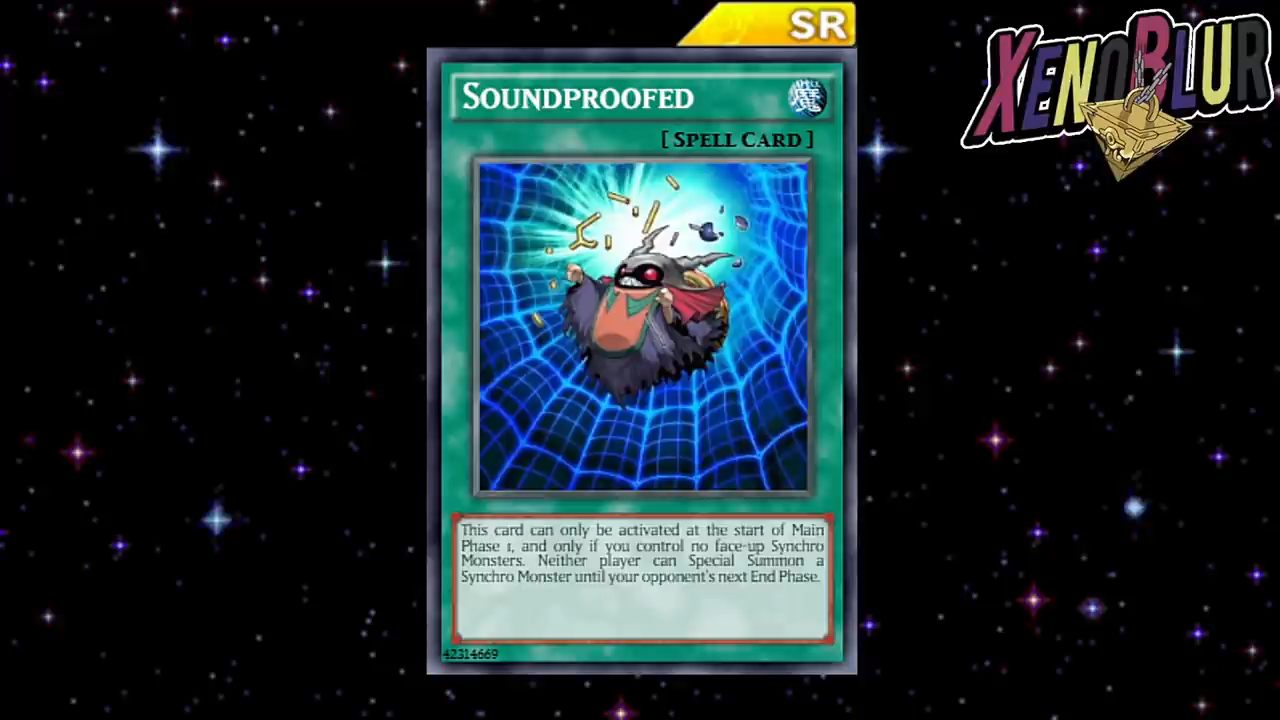 SR
XENOBLUR
SOUNDPROOFED
魔
[ SPELL CARD ]
This card can only be activated at the start of Main
Phase 1, and only if you control no face-up Synchro
Monsters. Neither player can Special Summon a
Synchro Monster until your opponent's next End Phase.
42314669